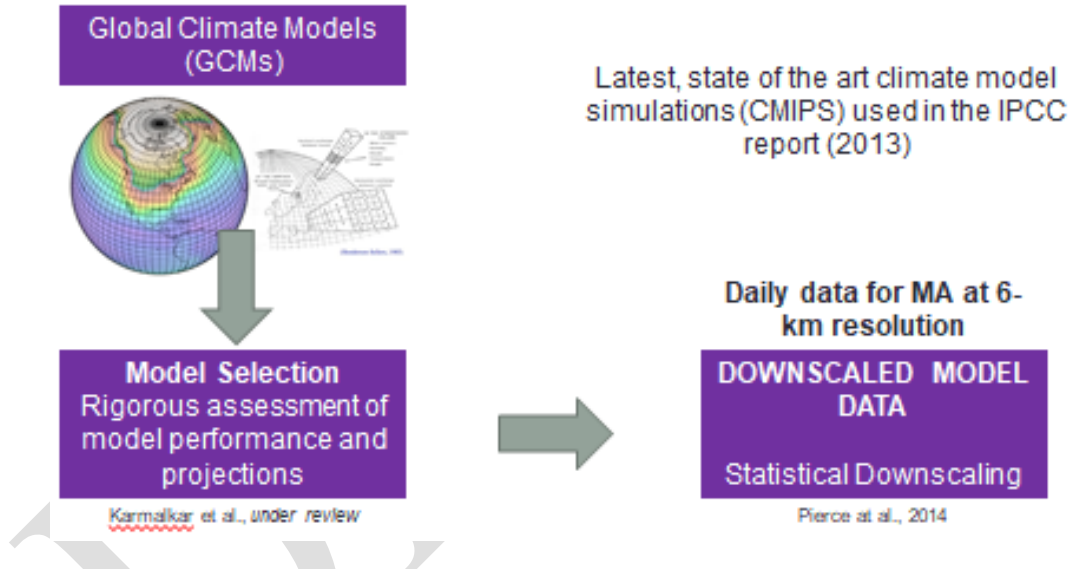 Global Climate Models
(GCMs)
Latest, state of the art climate model
simulations (CMIPS) used in the IPCC
report (2013)
Daily data for MA at 6-
km resolution
Model Selection
Rigorous assessment of
model performance and
projections
Karmalkar et al., under review
DOWNSCALED MODEL
DATA
Statistical Downscaling
Pierce at al., 2014